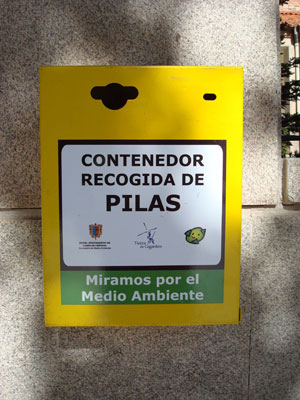 CONTENEDOR
RECOGIDA DE
PILAS
Miramos por el
Medio Ambiente